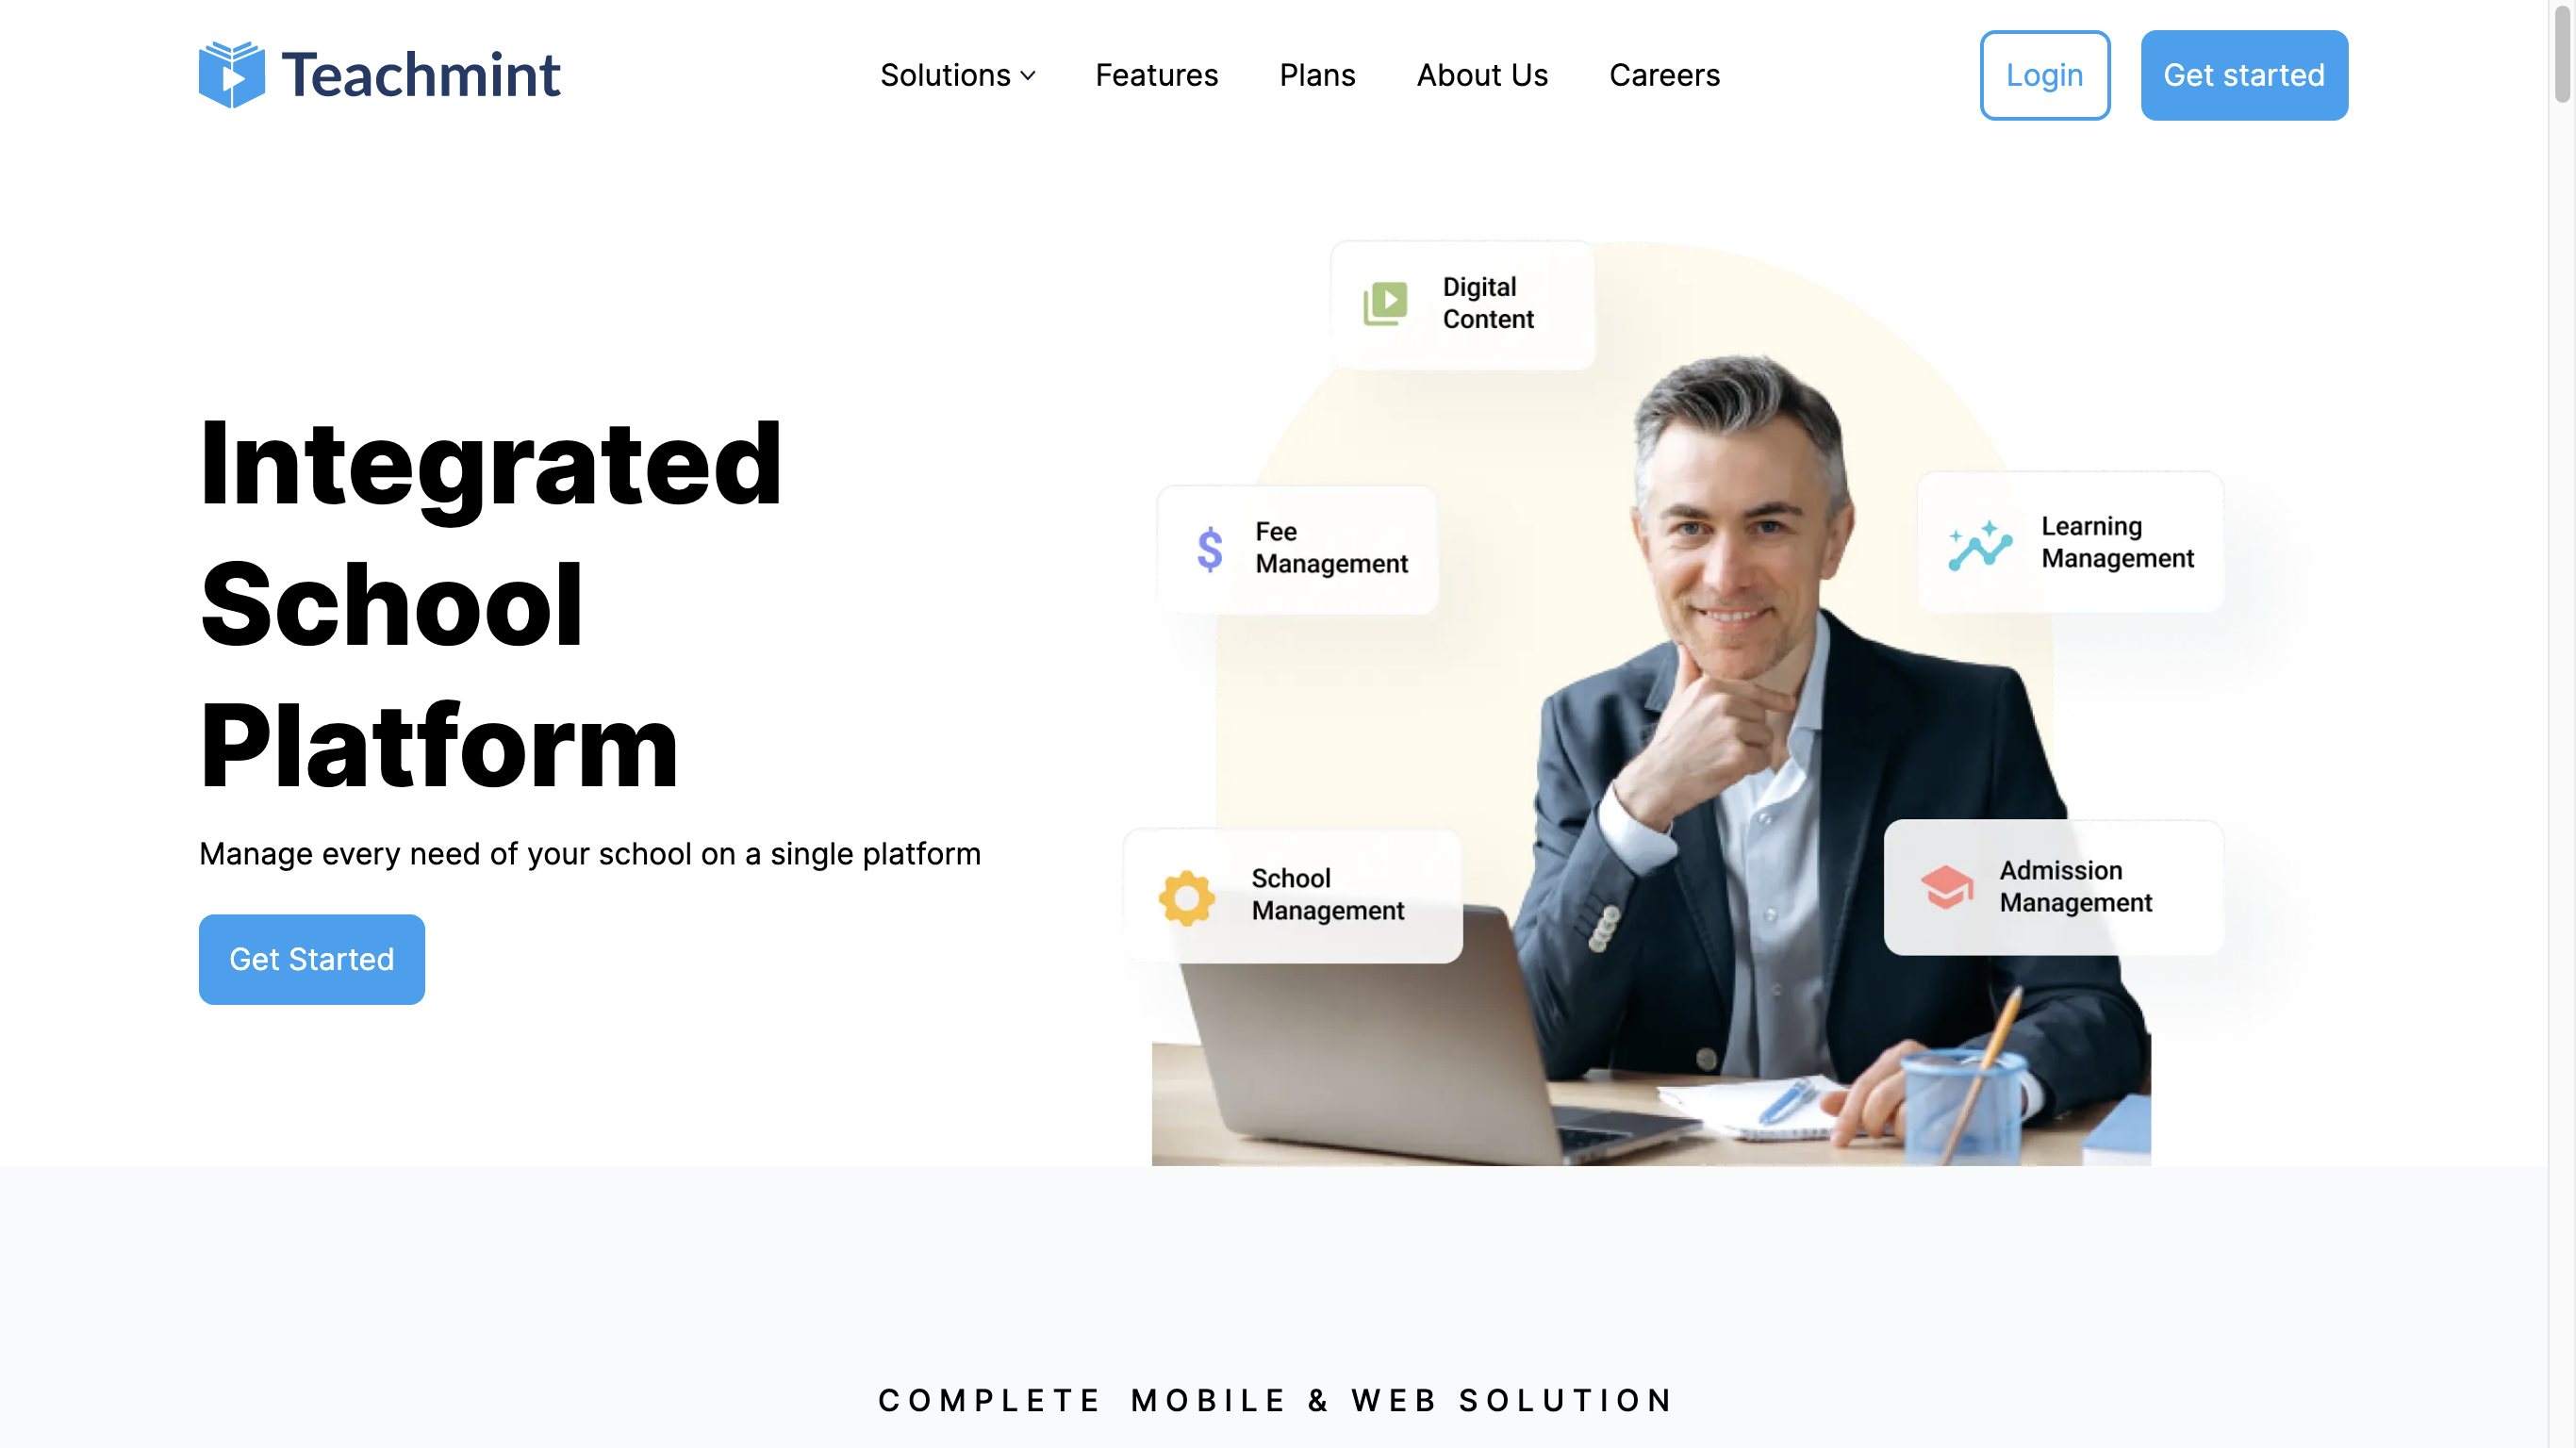 Teachmint
Solutions
Features
Plans
About Us
Careers
Login
Get started
Integrated
School
Platform
Manage every need of your school on a single platform
Get Started
Digital
Content
Fee
Management
Learning
Management
School
Management
Admission
Management
COMPLETE MOBILE & WEB SOLUTION